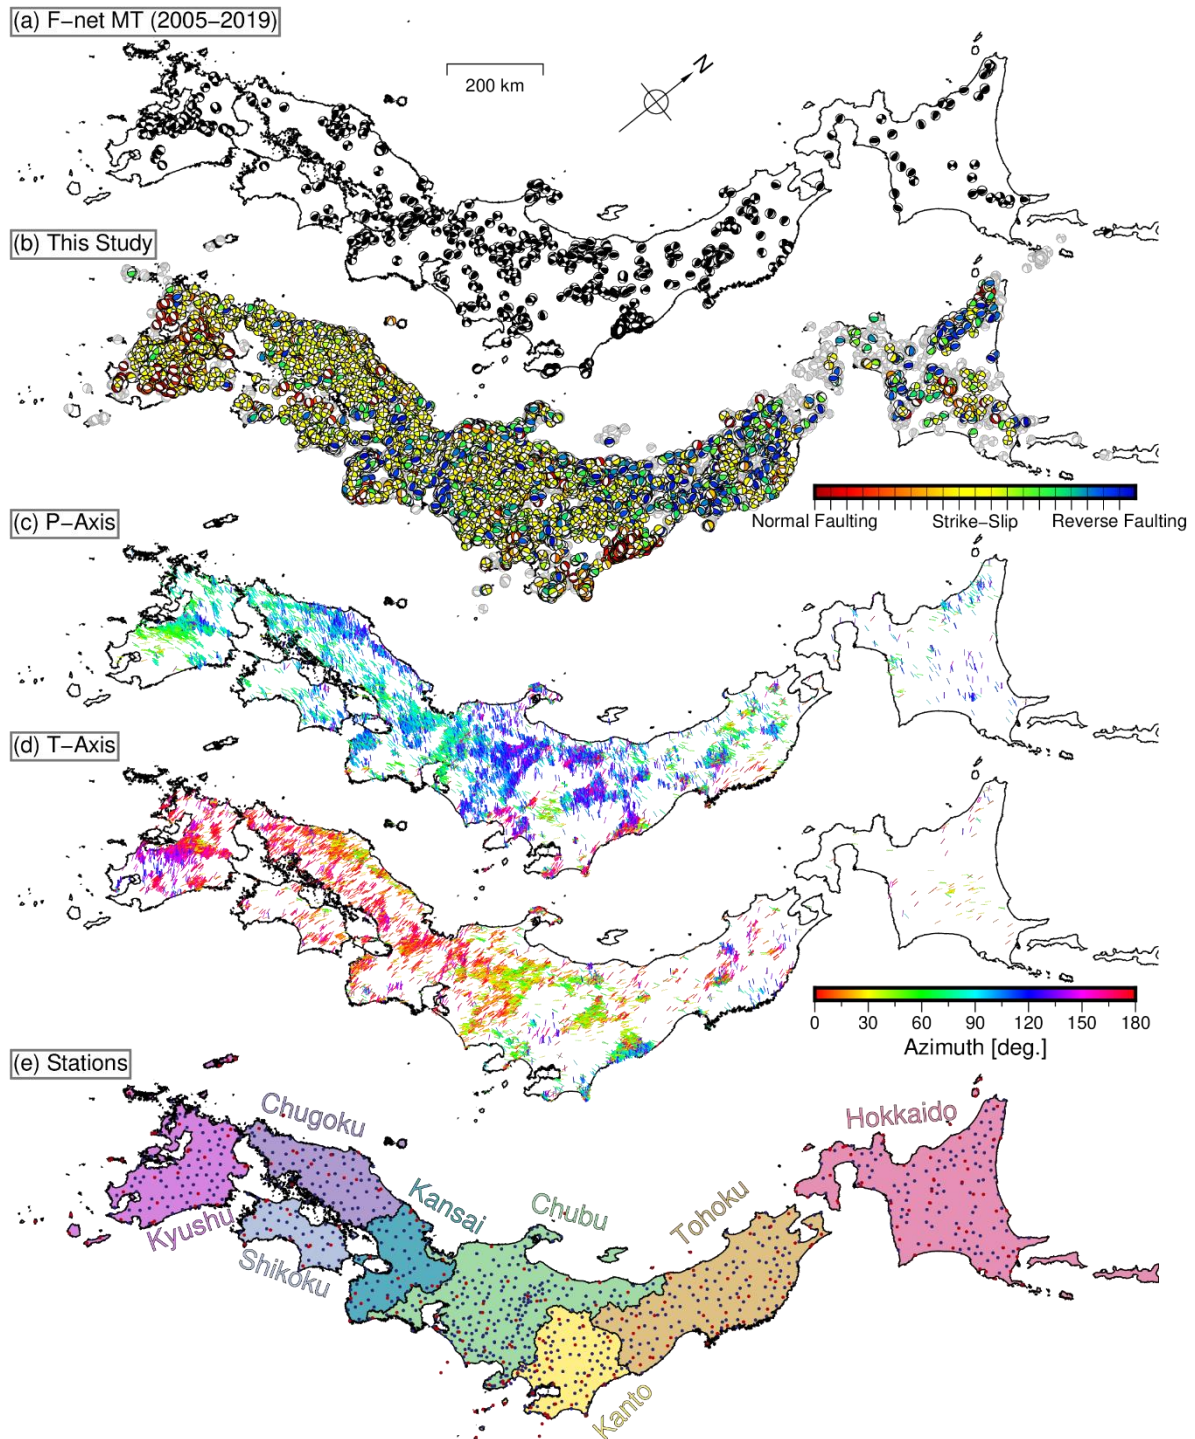 (a) F−net MT (2005−2019)
200 km
N
(b) This Study
Normal Faulting Strike−Slip Reverse Faulting
(c) P−Axis
(d) T−Axis
0 30 60 90 120 150 180
Azimuth [deg.]
(e) Stations
Chugoku
Hokkaido
Kansai
Chubu
Tohoku
Kyushu
Shikoku
Kanto